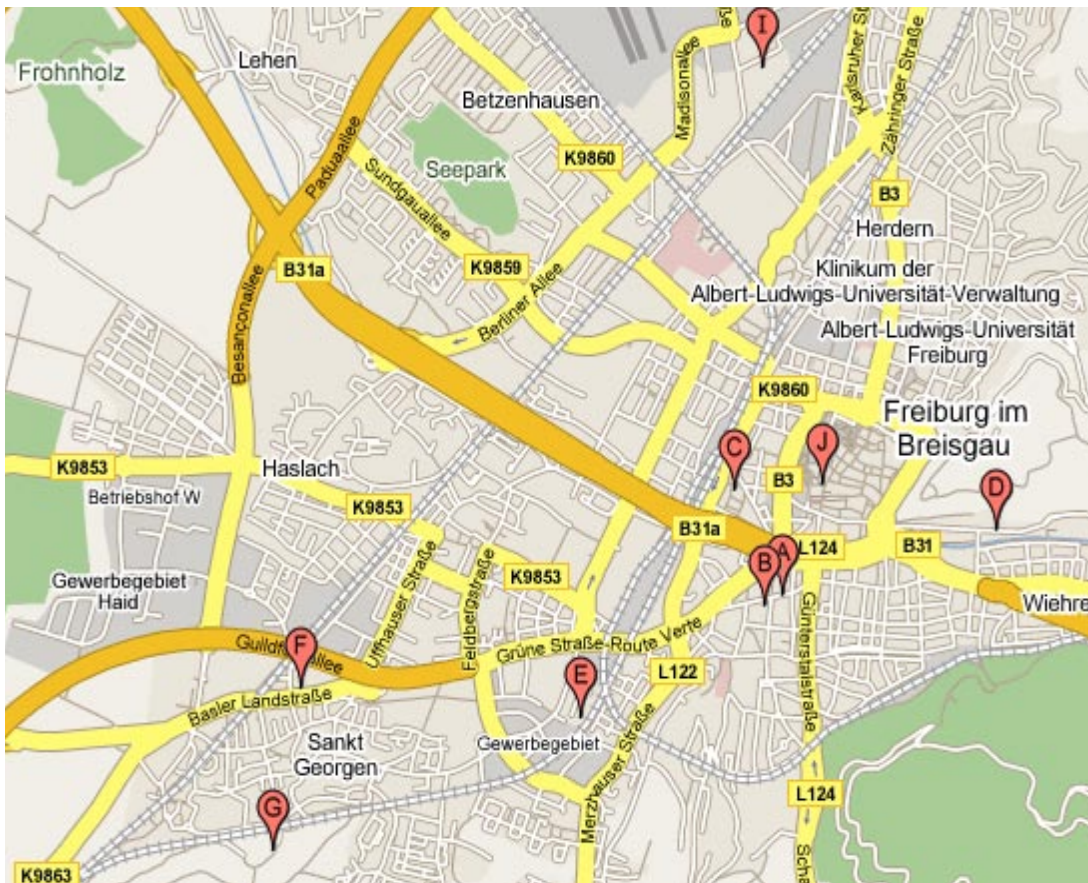 I
Frohnholz
Lehen
Paduaallee
Madisonallee
Karlsruher
Zähringer Straße
Betzenhausen
K9860
Seepark
Sundgauallee
B3
Herdern
B31a
K9859
Berliner Allee
Klinikum der
Albert-Ludwigs-Universität-Verwaltung
Albert-Ludwigs-Universität
Freiburg
Besançonallee
K9860
Freiburg im
Breisgau
K9853
Haslach
C
J
B3
D
Betriebshof W
K9853
B31a
L124
B31
Gewerbegebiet
Haid
Uffhauser Straße
Feldbergstraße
K9853
B
A
Wiehre
F
Grüne Straße-Route Verte
Günterstalstraße
E
L122
Basler Landstraße
Sankt
Georgen
Gewerbegebiet
Merzhauser Straße
G
L124
K9863